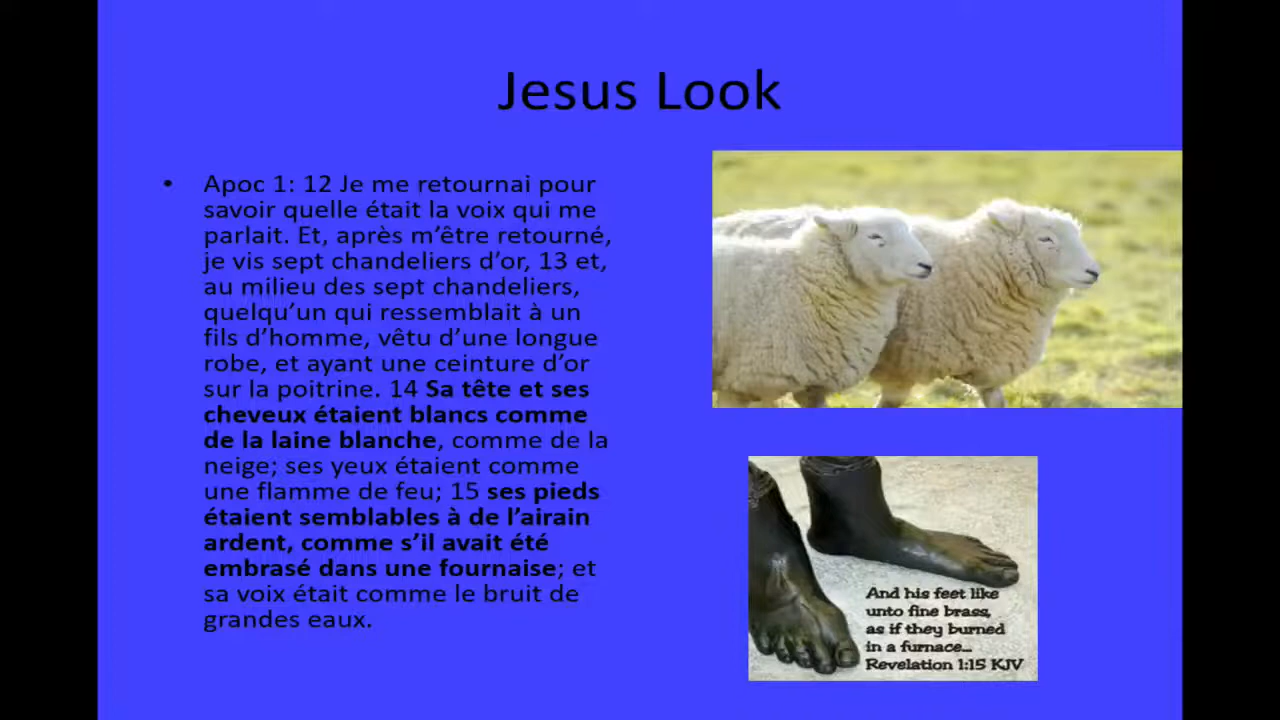 Jesus Look
• Apoc 1: 12 Je me retournai pour
savoir quelle était la voix qui me
parlait. Et, après m’être retourné,
je vis sept chandeliers d’or, 13 et,
au milieu des sept chandeliers,
quelqu’un qui ressemblait à un
fils d’homme, vêtu d’une longue
robe, et ayant une ceinture d’or
sur la poitrine. 14 Sa tête et ses
cheveux étaient blancs comme
de la laine blanche, comme de la
neige; ses yeux étaient comme
une flamme de feu; 15 ses pieds
étaient semblables à de l’airain
ardent, comme s’il avait été
embrasé dans une fournaise; et
sa voix était comme le bruit de
grandes eaux.
And his feet like
unto fine brass,
as if they burned
in a furnace...
Revelation 1:15 KJV